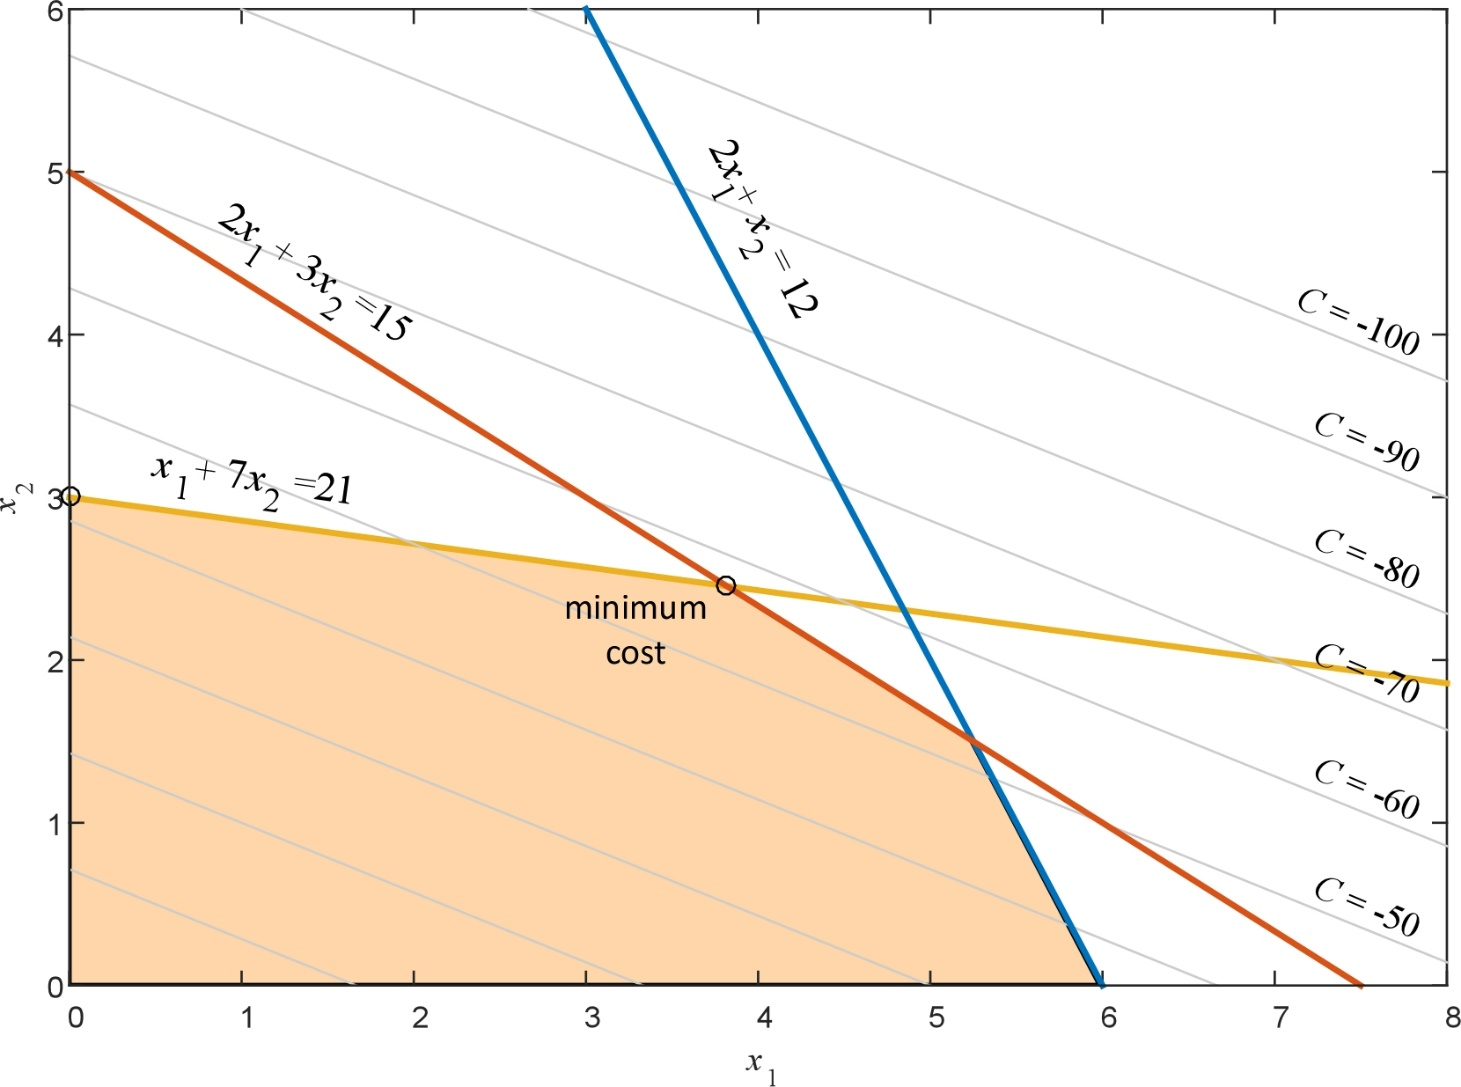 6
5
4
3
2
1
0
x₂
2x₁ + x₂ = 12
2x₁ + 3x₂ =15
x₁ + 7x₂ =21
minimum
cost
C = -100
C = -90
C = -80
C = -70
C = -60
C = -50
0 1 2 3 4 5 6 7 8
x₁